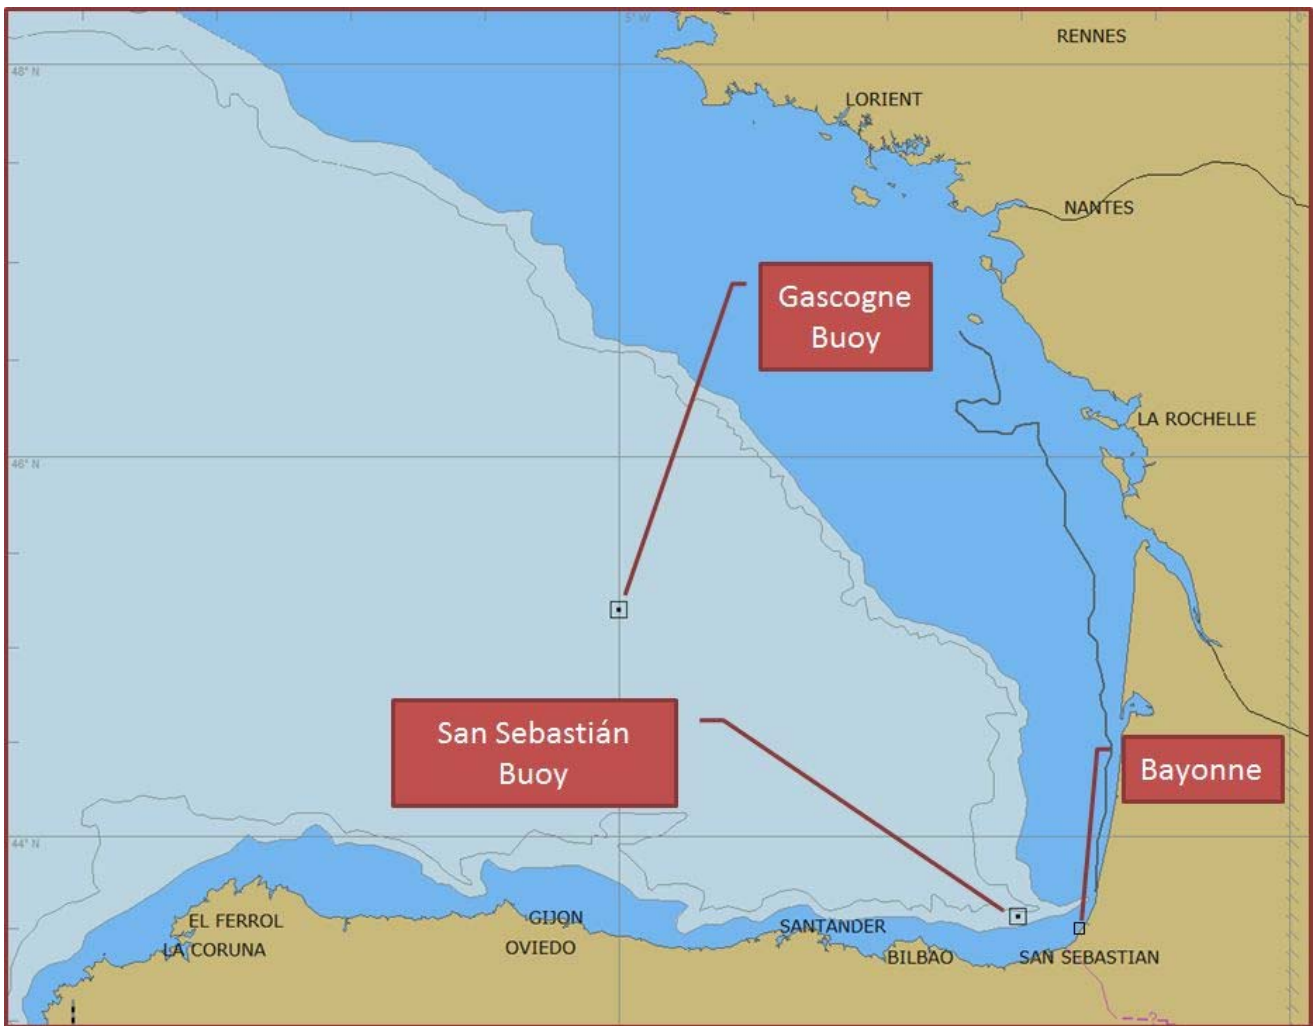 5° W
RENNES
48° N
LORIENT
NANTES
Gascogne
Buoy
LA ROCHELLE
46° N
San Sebastián
Buoy
Bayonne
44° N
EL FERROL
GIJON
SANTANDER
LA CORUNA
OVIEDO
BILBAO
SAN SEBASTIAN
?